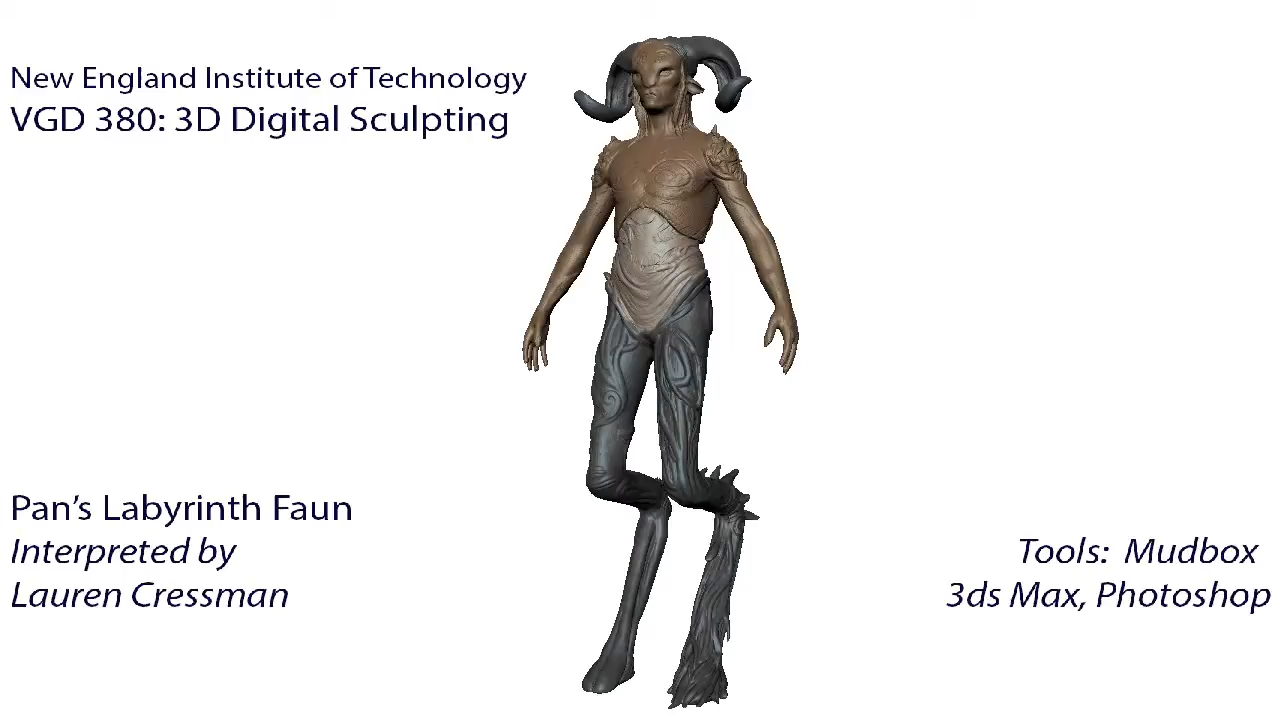 New England Institute of Technology
VGD 380: 3D Digital Sculpting
Pan’s Labyrinth Faun
Interpreted by
Lauren Cressman
Tools: Mudbox
3ds Max, Photoshop